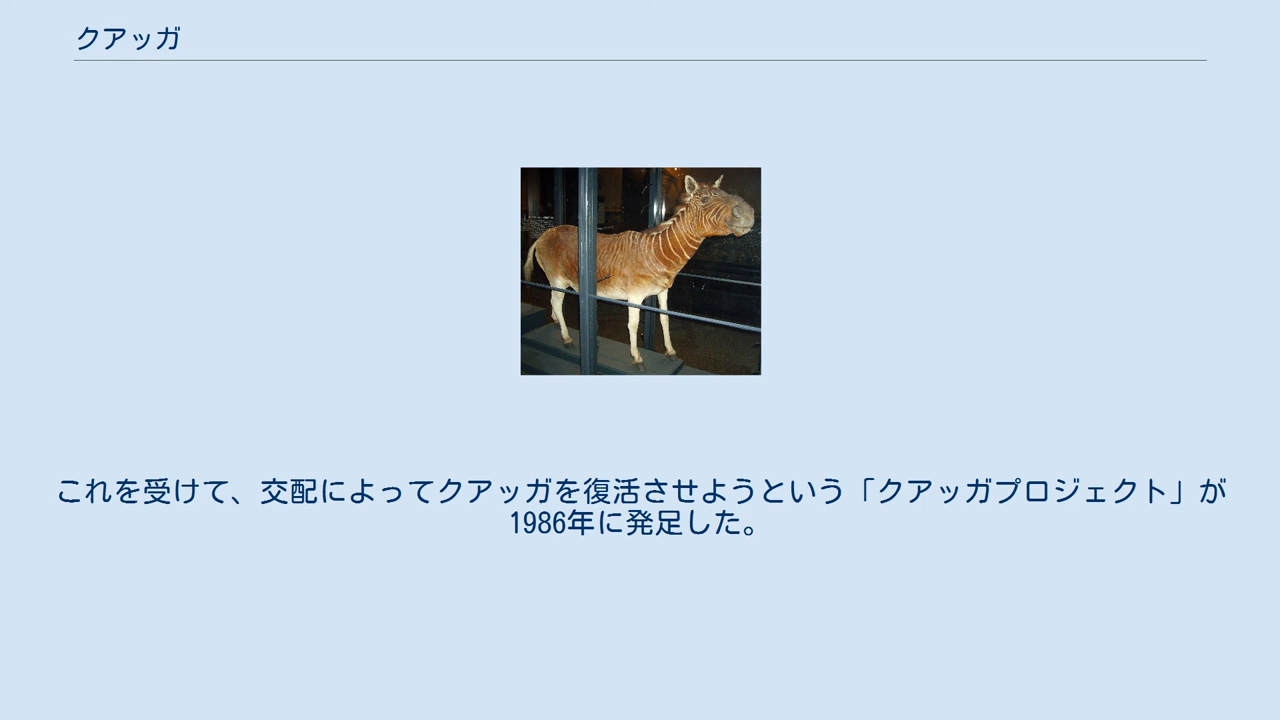 クアッガ
これを受けて、交配によってクアッガを復活させようという「クアッガプロジェクト」が
1986年に発足した。